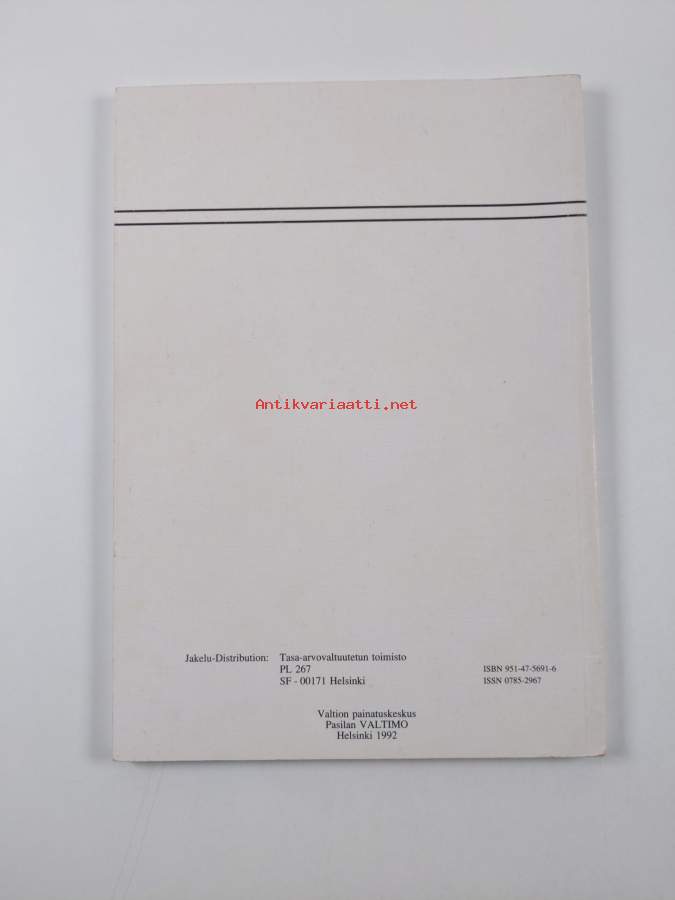 Antikvariaatti.net
Jakelu-Distribution: Tasa-arvovaltuutetun toimisto
PL 267
SF - 00171 Helsinki
ISBN 951-47-5691-6
ISSN 0785-2967
Valtion painatuskeskus
Pasilan VALTIMO
Helsinki 1992